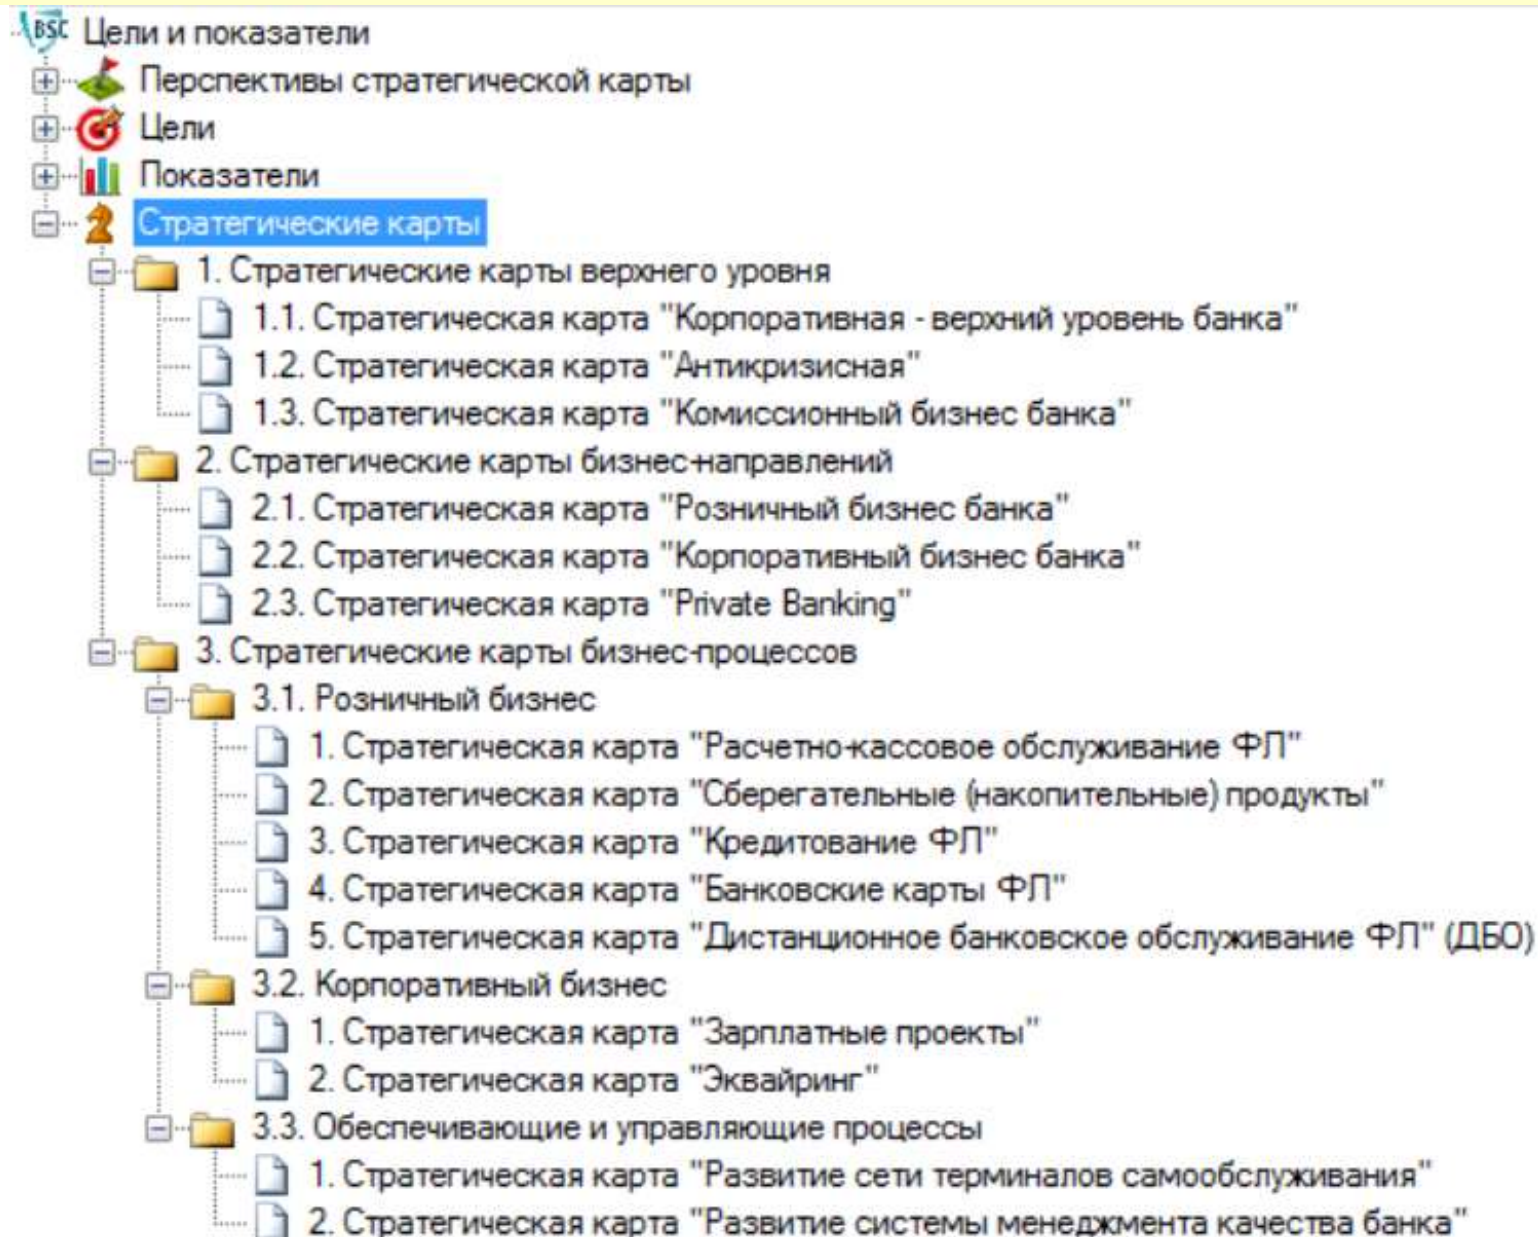 BSC Цели и показатели
Перспективы стратегической карты
Цели
Показатели
Стратегические карты
1. Стратегические карты верхнего уровня
1.1. Стратегическая карта "Корпоративная - верхний уровень банка"
1.2. Стратегическая карта "Антикризисная"
1.3. Стратегическая карта "Комиссионный бизнес банка"
2. Стратегические карты бизнес-направлений
2.1. Стратегическая карта "Розничный бизнес банка"
2.2. Стратегическая карта "Корпоративный бизнес банка"
2.3. Стратегическая карта "Private Banking"
3. Стратегические карты бизнес-процессов
3.1. Розничный бизнес
1. Стратегическая карта "Расчетно-кассовое обслуживание ФЛ"
2. Стратегическая карта "Сберегательные (накопительные) продукты"
3. Стратегическая карта "Кредитование ФЛ"
4. Стратегическая карта "Банковские карты ФЛ"
5. Стратегическая карта "Дистанционное банковское обслуживание ФЛ" (ДБО)
3.2. Корпоративный бизнес
1. Стратегическая карта "Зарплатные проекты"
2. Стратегическая карта "Эквайринг"
3.3. Обеспечивающие и управляющие процессы
1. Стратегическая карта "Развитие сети терминалов самообслуживания"
2. Стратегическая карта "Развитие системы менеджмента качества банка"